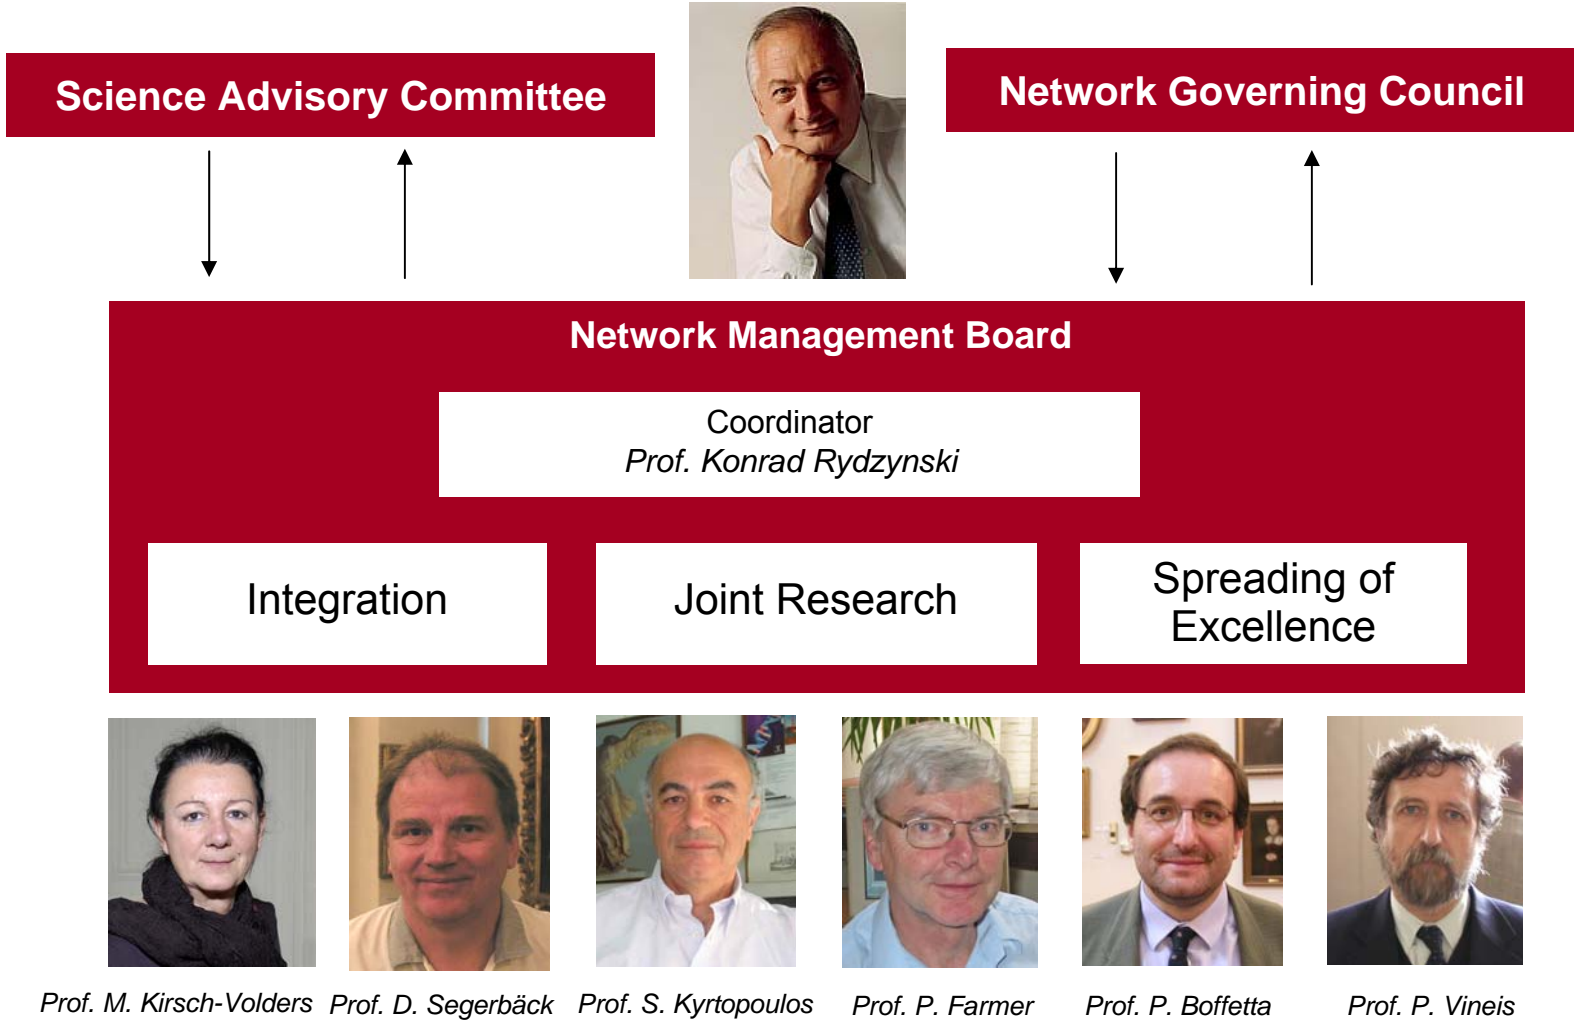 Science Advisory Committee
Network Governing Council
Network Management Board
Coordinator
Prof. Konrad Rydzynski
Integration
Joint Research
Spreading of
Excellence
Prof. M. Kirsch-Volders
Prof. D. Segerbäck
Prof. S. Kyrtopoulos
Prof. P. Farmer
Prof. P. Boffetta
Prof. P. Vineis